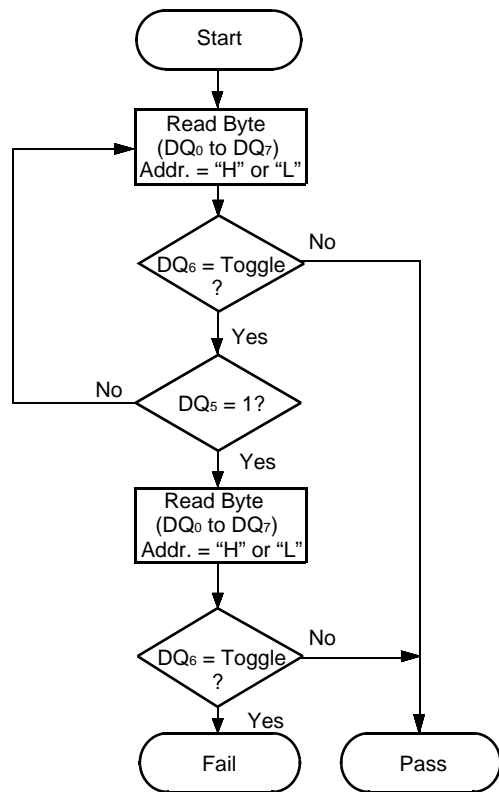 Start
Read Byte
(DQ₀ to DQ₇)
Addr. = “H” or “L”
No
DQ₆ = Toggle
?
Yes
No
DQ₅ = 1?
Yes
Read Byte
(DQ₀ to DQ₇)
Addr. = “H” or “L”
No
DQ₆ = Toggle
?
Yes
Fail
Pass